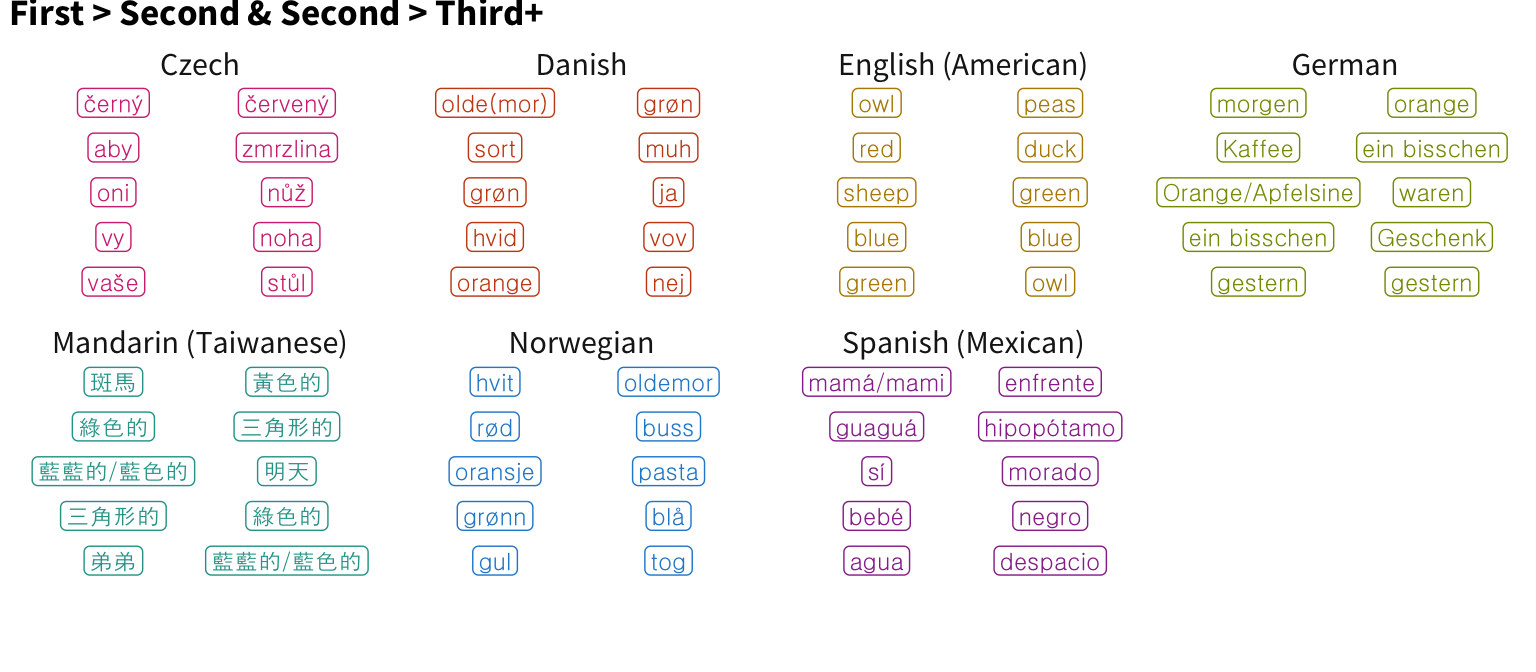 First > Second & Second > Third+
Czech Danish English (American) German
černý červený olde(mor) grøn owl peas morgen orange
aby zmrzlina sort muh red duck Kaffee ein bisschen
oni nůž grøn ja sheep green Orange/Apfelsine waren
vy noha hvid vov blue blue ein bisschen Geschenk
vaše stůl orange nej green owl gestern gestern
Mandarin (Taiwanese) Norwegian Spanish (Mexican)
斑馬 黃色的 hvit oldemor mamá/mami enfrente
綠色的 三角形的 rød buss guaguá hipopótamo
藍藍的/藍色的 明天 oransje pasta sí morado
三角形的 綠色的 grønn blå bebé negro
弟弟 藍藍的/藍色的 gul tog agua despacio